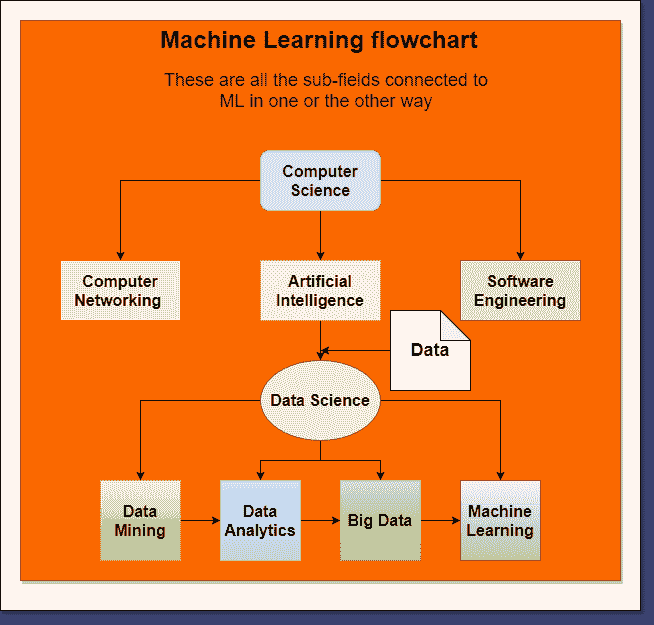 Machine Learning flowchart
These are all the sub-fields connected to
ML in one or the other way
Computer
Science
Computer
Networking
Artificial
Intelligence
Software
Engineering
Data
Data Science
Data
Mining
Data
Analytics
Big Data
Machine
Learning